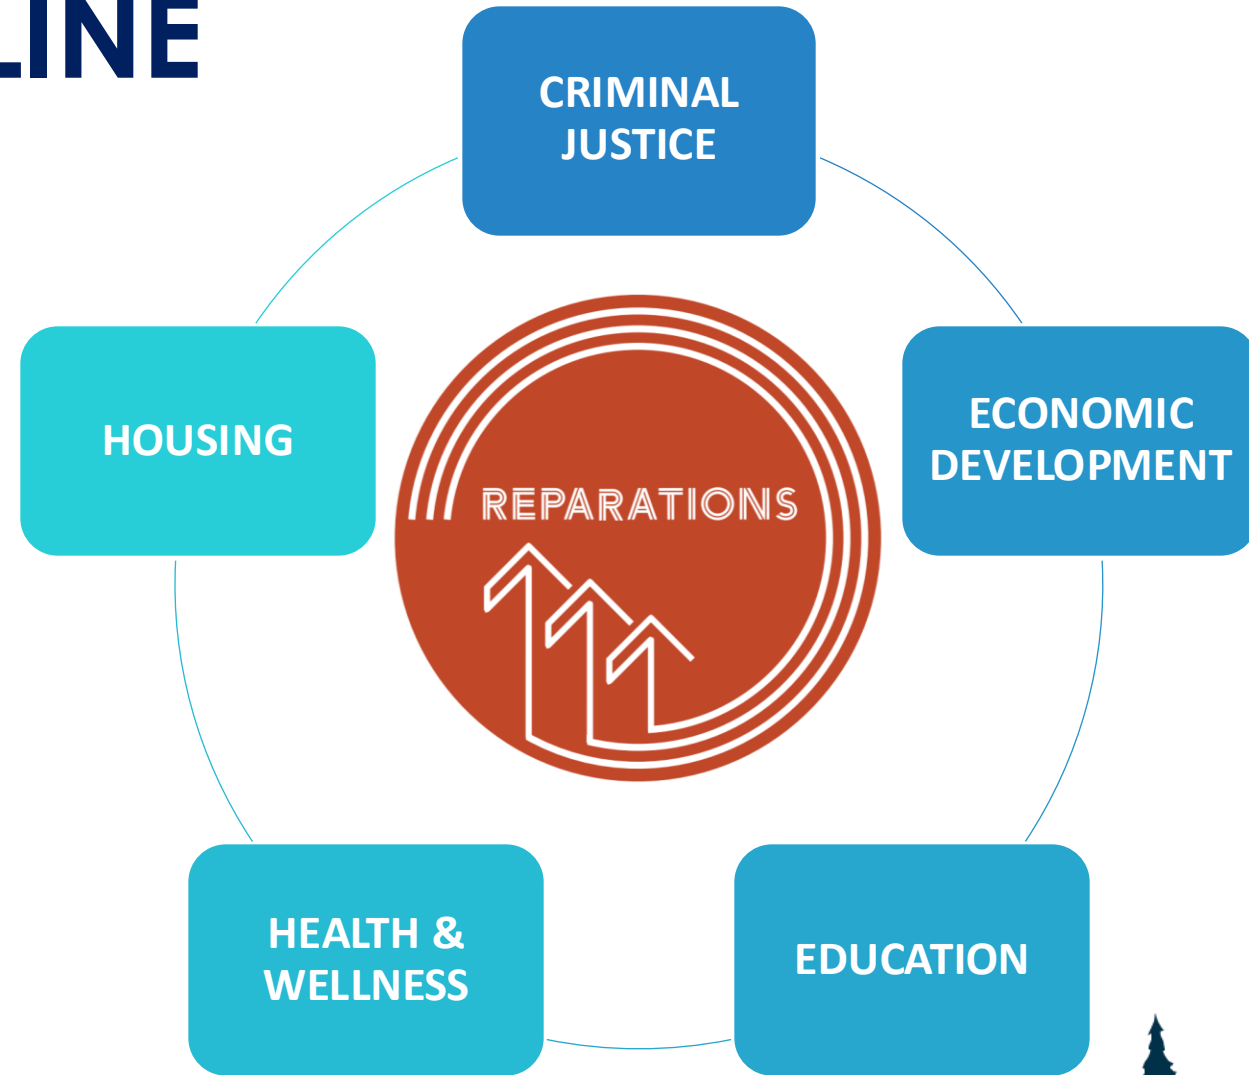 LINE
CRIMINAL
JUSTICE
HOUSING
ECONOMIC
DEVELOPMENT
REPARATIONS
HEALTH &
WELLNESS
EDUCATION